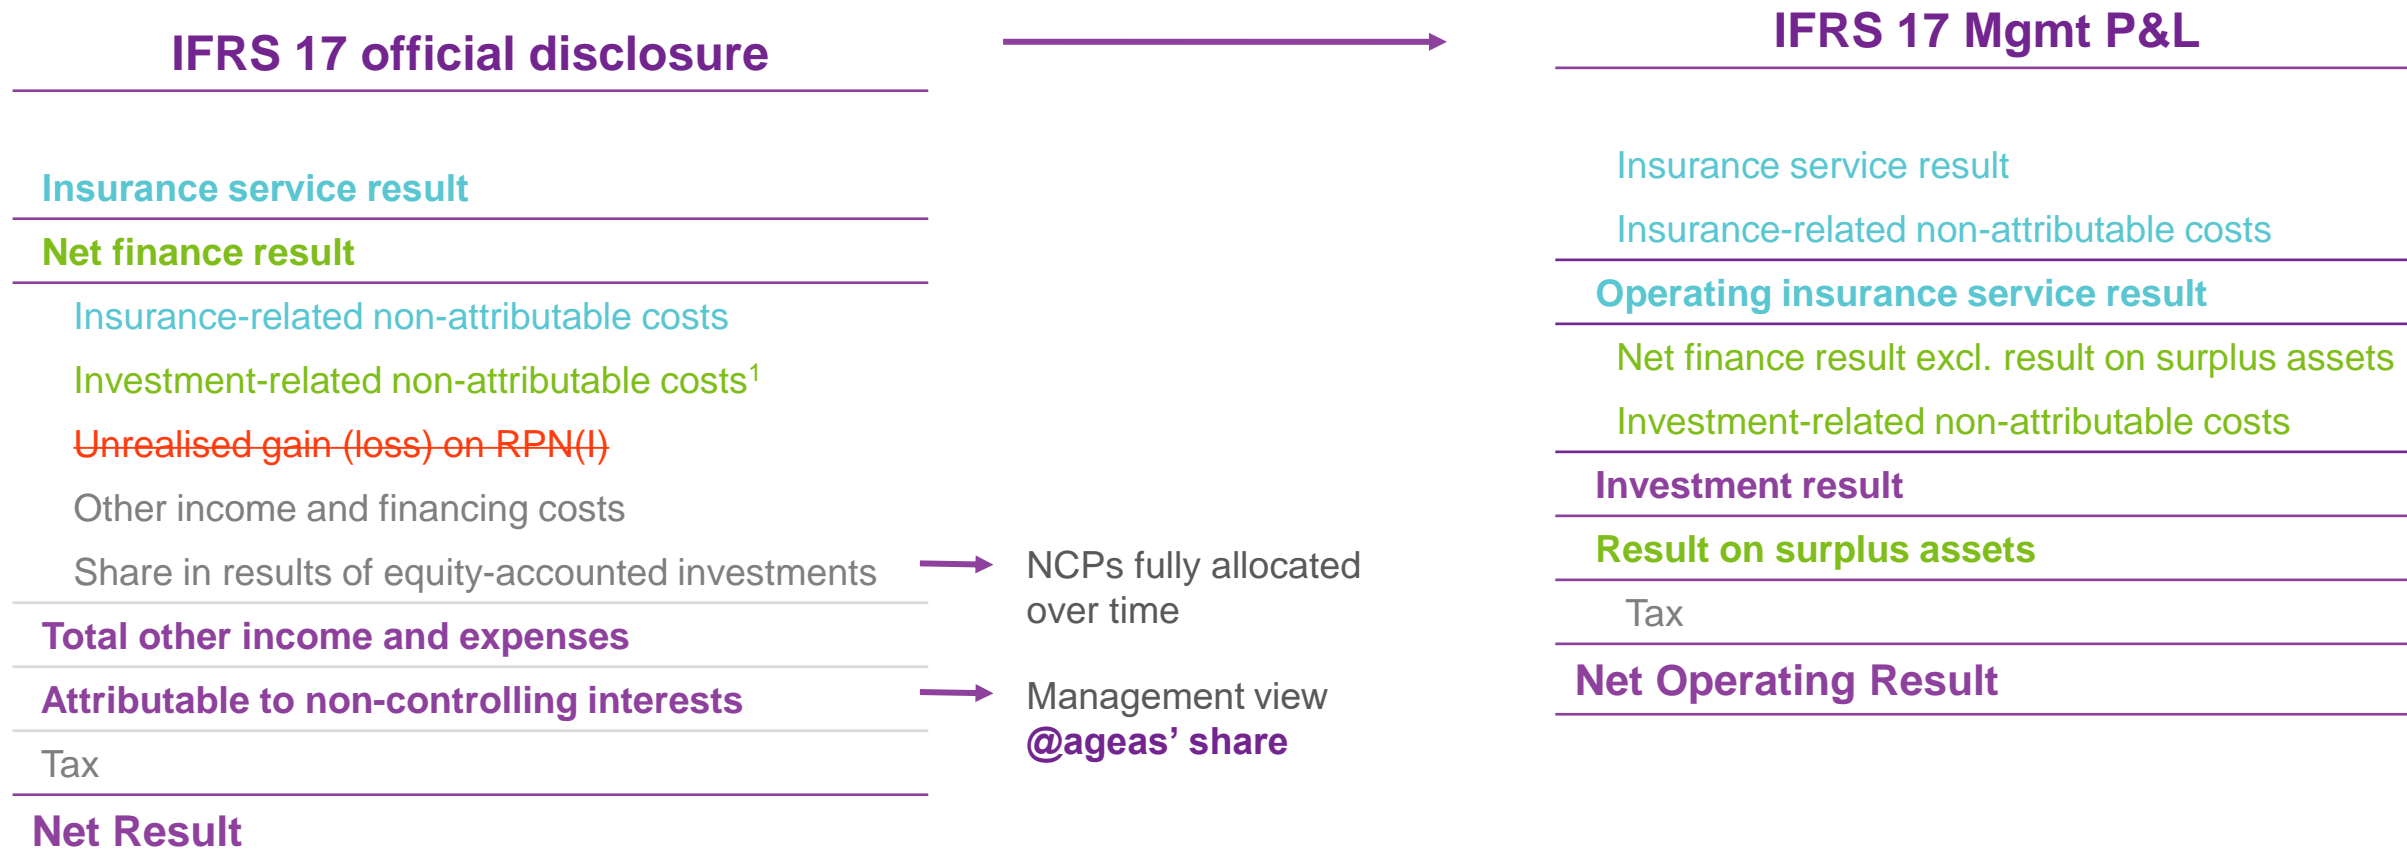 IFRS 17 official disclosure
Insurance service result
Net finance result
Insurance-related non-attributable costs
Investment-related non-attributable costs1
Unrealised gain (loss) on RPN(I)
Other income and financing costs
Share in results of equity-accounted investments
Total other income and expenses
Attributable to non-controlling interests
Tax
Net Result
NCPs fully allocated
over time
Management view
@ageas’ share
IFRS 17 Mgmt P&L
Insurance service result
Insurance-related non-attributable costs
Operating insurance service result
Net finance result excl. result on surplus assets
Investment-related non-attributable costs
Investment result
Result on surplus assets
Tax
Net Operating Result